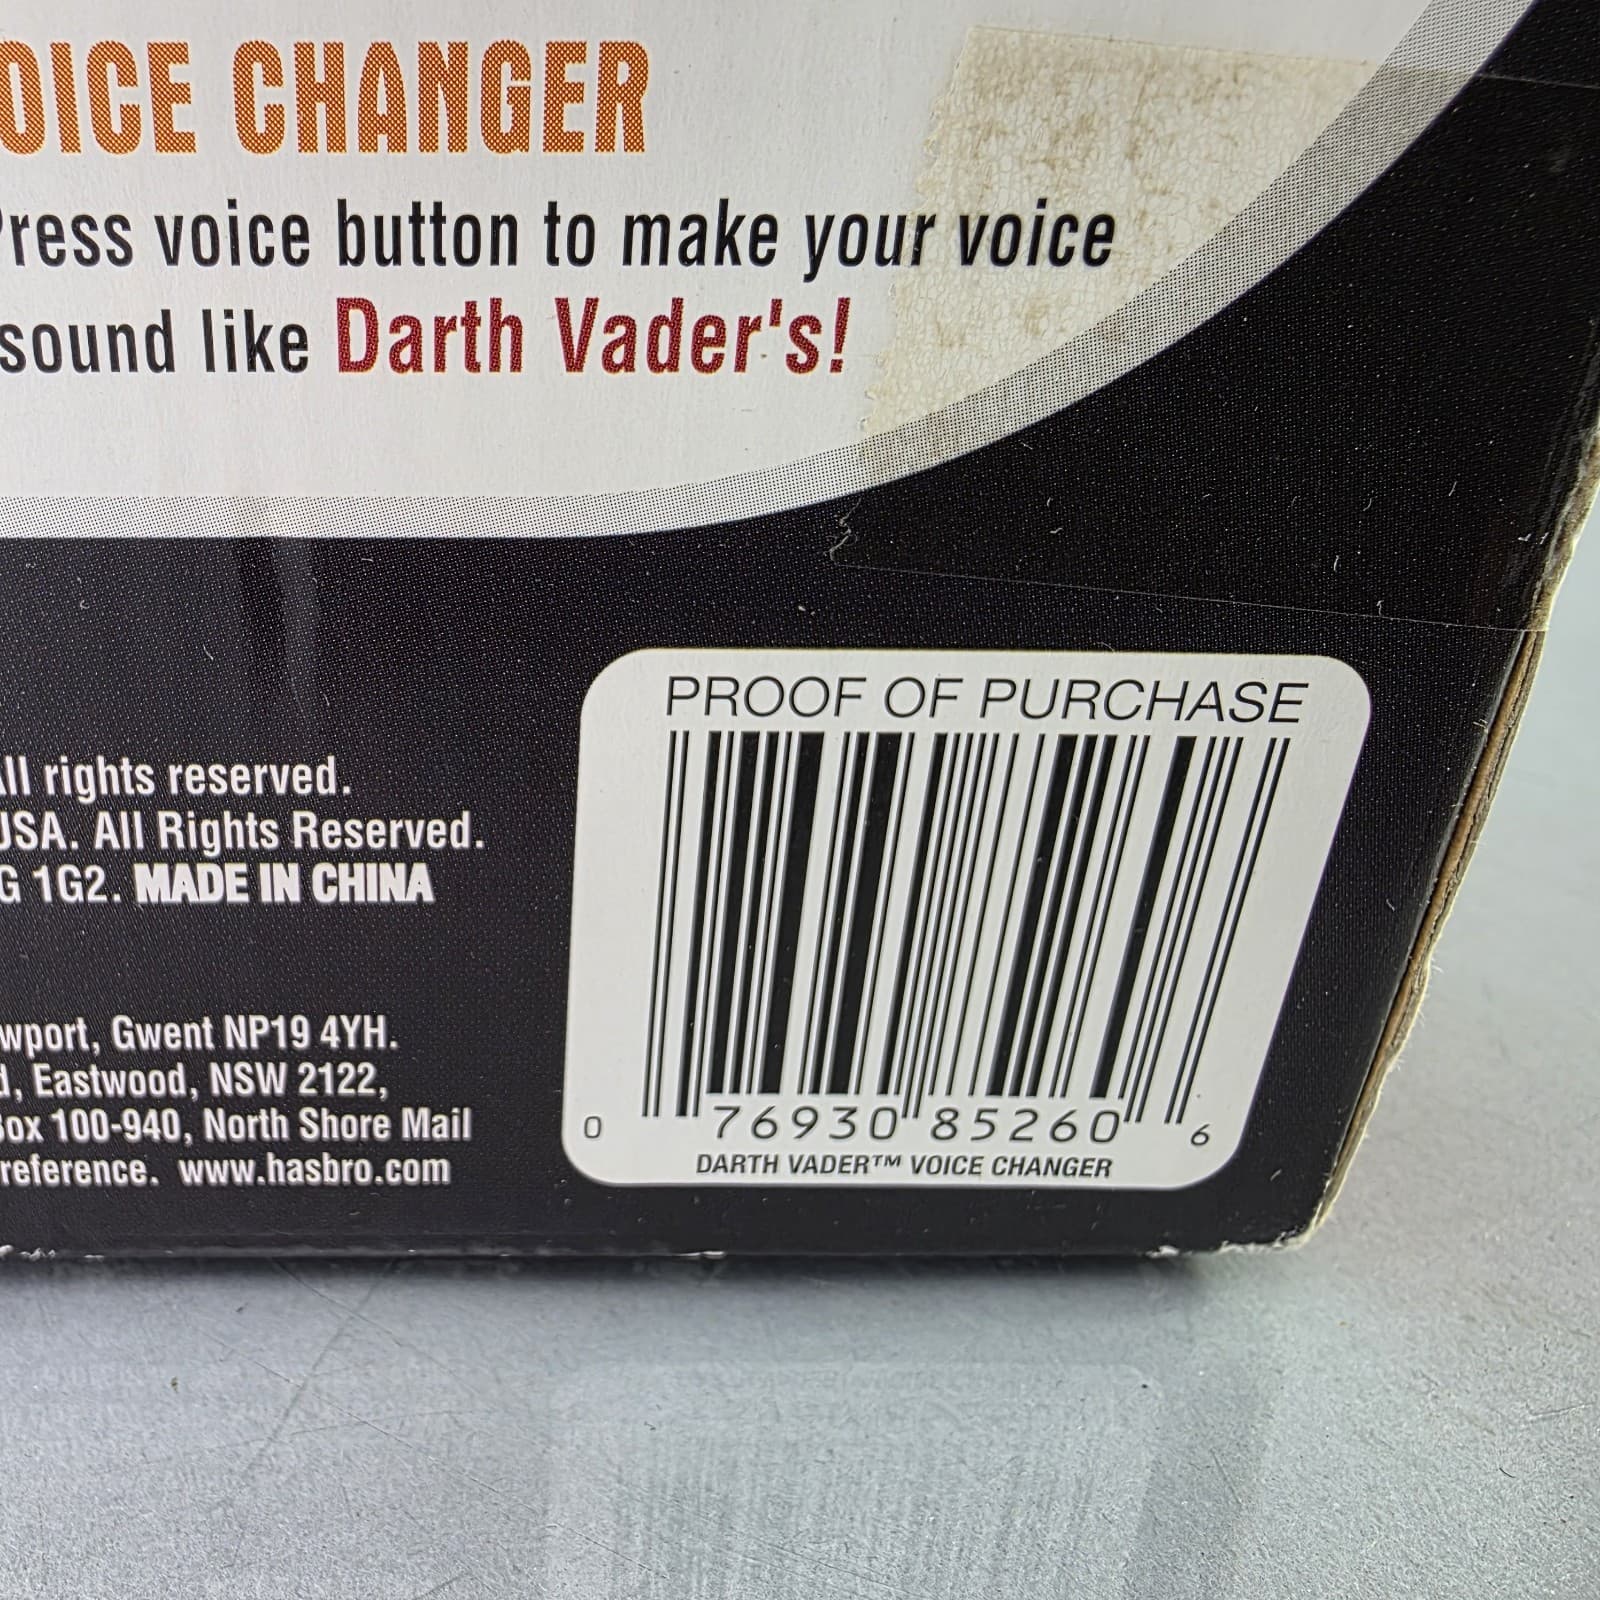 OICE CHANGER
Press voice button to make your voice
sound like Darth Vader's!
PROOF OF PURCHASE
All rights reserved.
USA. All Rights Reserved.
G 1G2. MADE IN CHINA
wport, Gwent NP19 4YH.
d, Eastwood, NSW 2122,
Box 100-940, North Shore Mail
reference. www.hasbro.com
0 76930 85260 6
DARTH VADER™ VOICE CHANGER